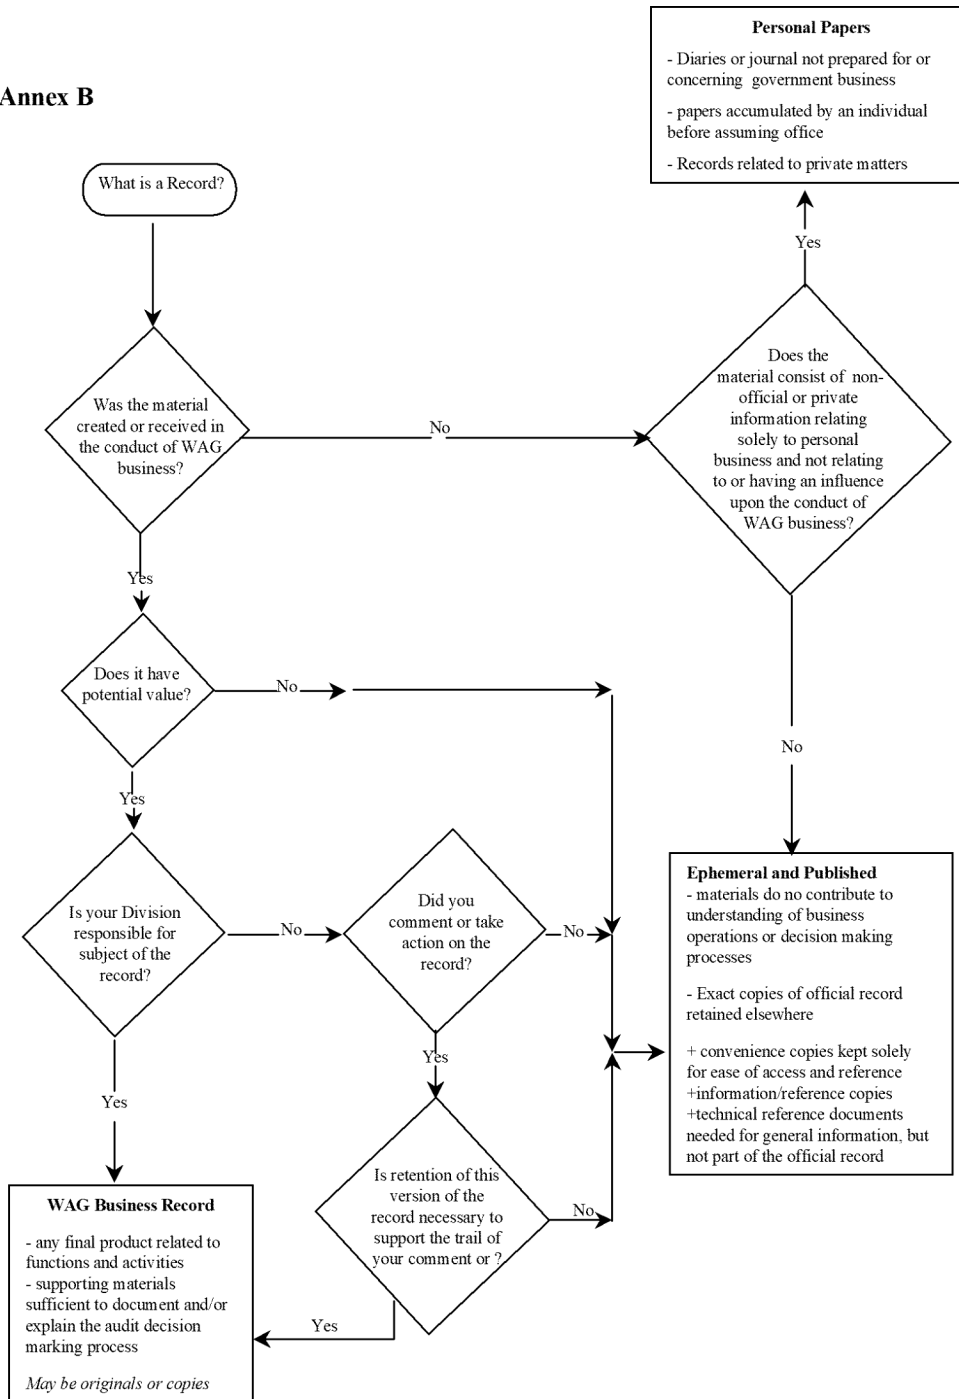 Annex B
Personal Papers
- Diaries or journal not prepared for or
concerning government business
- papers accumulated by an individual
before assuming office
- Records related to private matters
What is a Record?
Yes
Was the material
created or received in
the conduct of WAG
business?
No
Does the
material consist of non-
official or private
information relating
solely to personal
business and not relating
to or having an influence
upon the conduct of
WAG business?
Yes
Does it have
potential value?
No
No
Yes
Is your Division
responsible for
subject of the
record?
No
Did you
comment or take
action on the
record?
No
Ephemeral and Published
- materials do no contribute to
understanding of business
operations or decision making
processes
- Exact copies of official record
retained elsewhere
+ convenience copies kept solely
for ease of access and reference
+information/reference copies
+technical reference documents
needed for general information, but
not part of the official record
Yes
Yes
Is retention of this
version of the
record necessary to
support the trail of
your comment or ?
No
WAG Business Record
- any final product related to
functions and activities
- supporting materials
sufficient to document and/or
explain the audit decision
marking process
May be originals or copies
Yes